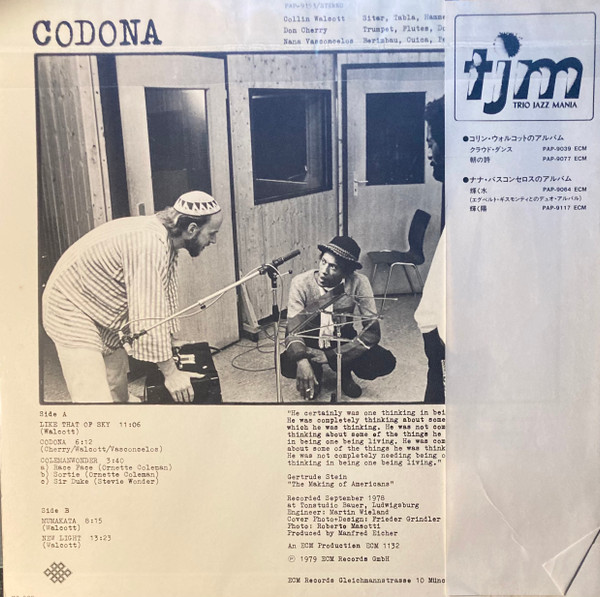 PAP-9115/STEREO
CODONA
Collin Walcott Sitar, Tabla, Hamme
Don Cherry Trumpet, Flutes, Do
Nana Vasconcelos Berimbau, Cuica, Pe
tjm
TRIO JAZZ MANIA
●コリン・ウォルコットのアルバム
クラウド・ダンス PAP-9039 ECM
朝の詩 PAP-9077 ECM
●ナナ・バスコンセロスのアルバム
輝く水 PAP-9084 ECM
(エグベルト・ギスモンティとのデュオ・アルバム)
輝く陽 PAP-9117 ECM
Side A
LIKE THAT OF SKY 11:06
(Walcott)
CODONA 6:12
(Cherry/Walcott/Vasconcelos)
COLEMANWONDER 3:40
a) Race Face (Ornette Coleman)
b) Sortie (Ornette Coleman)
c) Sir Duke (Stevie Wonder)
Side B
MUMAKATA 8:15
(Walcott)
NEW LIGHT 13:23
(Walcott)
"He certainly was one thinking in bei
He was completely thinking about some
which he was thinking. He was not com
thinking about some of the things he
in being one being living. He was com
about some of the things he was think
He was not completely needing being o
thinking in being one being living."
Gertrude Stein
"The Making of Americans"
Recorded September 1978
at Tonstudio Bauer, Ludwigsburg
Engineer: Martin Wieland
Cover Photo+Design: Frieder Grindler
Photo: Roberto Masotti
Produced by Manfred Eicher
An ECM Production ECM 1132
℗ 1979 ECM Records GmbH
ECM Records Gleichmannstrasse 10 Münc